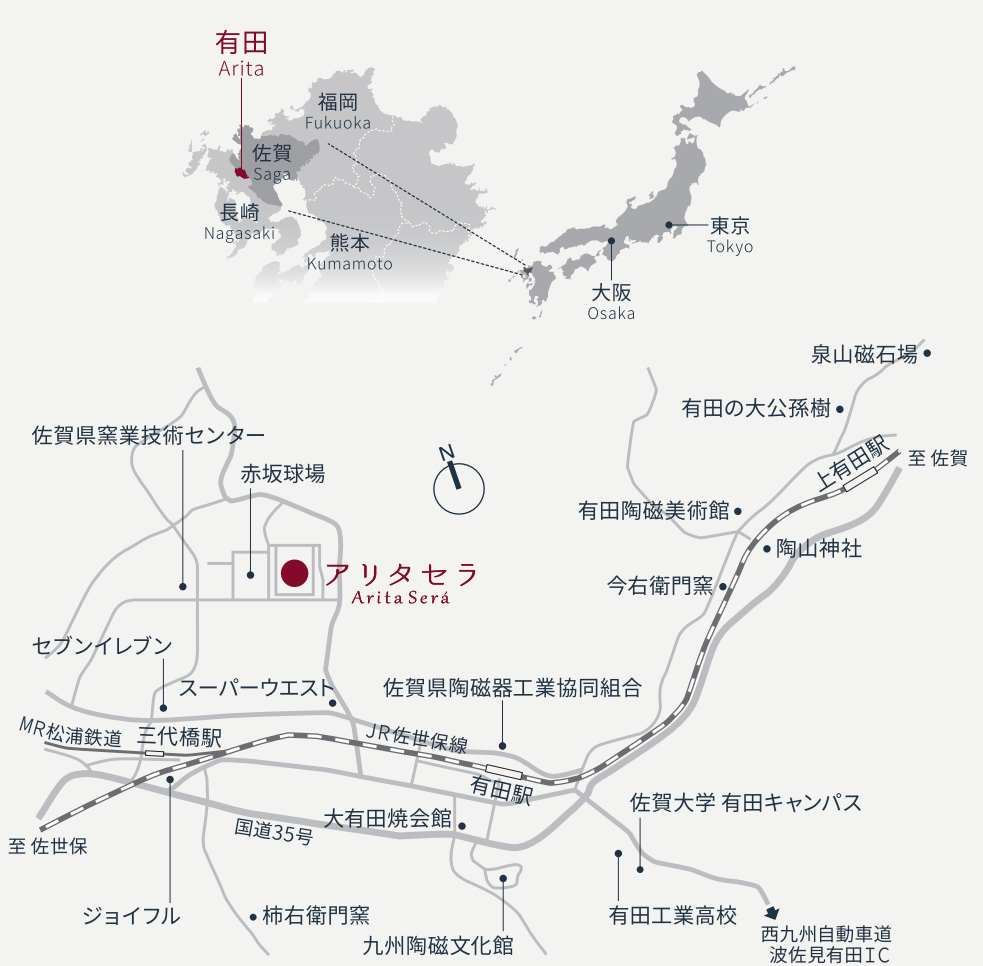 有田
Arita
福岡
Fukuoka
佐賀
Saga
長崎
Nagasaki
熊本
Kumamoto
東京
Tokyo
大阪
Osaka
泉山磁石場
有田の大公孫樹
佐賀県窯業技術センター
上有田駅
至 佐賀
赤坂球場
N
有田陶磁美術館
陶山神社
アリタセラ
Arita Será
今右衛門窯
セブンイレブン
スーパーウエスト
佐賀県陶磁器工業協同組合
MR松浦鉄道
三代橋駅
JR佐世保線
有田駅
佐賀大学 有田キャンパス
大有田焼会館
国道35号
至 佐世保
ジョイフル
柿右衛門窯
有田工業高校
九州陶磁文化館
西九州自動車道
波佐見有田IC